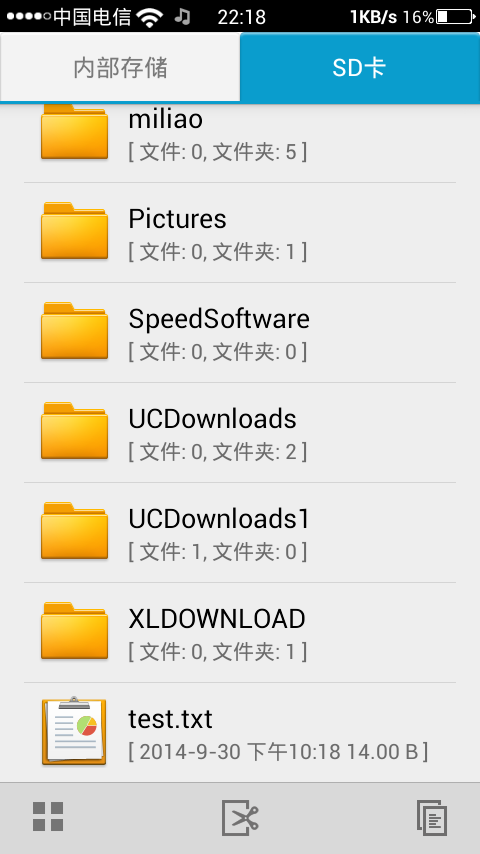 中国电信 22:18 1KB/s 16%
内部存储 SD卡
miliao
[ 文件: 0, 文件夹: 5 ]
Pictures
[ 文件: 0, 文件夹: 1 ]
SpeedSoftware
[ 文件: 0, 文件夹: 0 ]
UCDownloads
[ 文件: 0, 文件夹: 2 ]
UCDownloads1
[ 文件: 1, 文件夹: 0 ]
XLDOWNLOAD
[ 文件: 0, 文件夹: 1 ]
test.txt
[ 2014-9-30 下午10:18 14.00 B ]